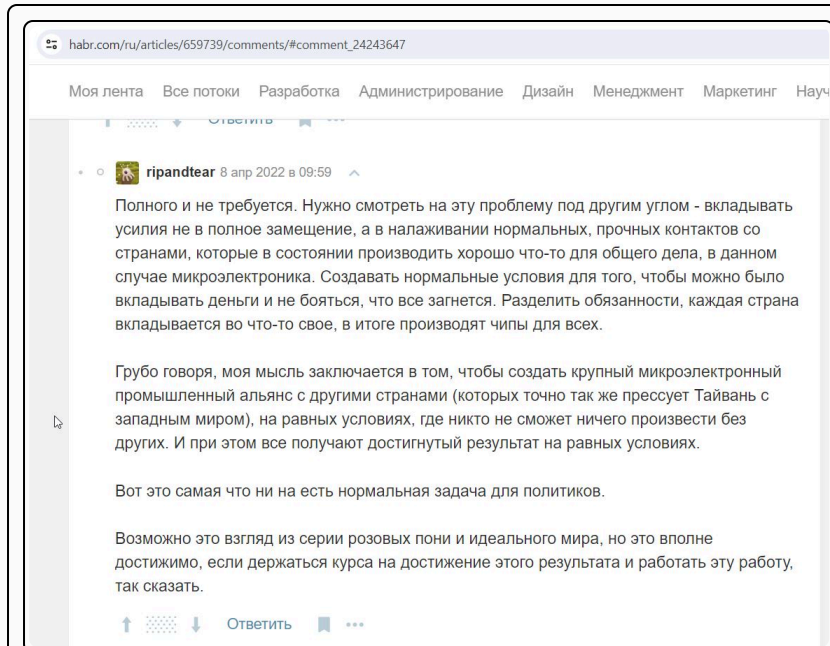 habr.com/ru/articles/659739/comments/#comment_24243647
Моя лента Все потоки Разработка Администрирование Дизайн Менеджмент Маркетинг Науч
Ответить
ripandtear 8 апр 2022 в 09:59
Полного и не требуется. Нужно смотреть на эту проблему под другим углом - вкладывать
усилия не в полное замещение, а в налаживании нормальных, прочных контактов со
странами, которые в состоянии производить хорошо что-то для общего дела, в данном
случае микроэлектроника. Создавать нормальные условия для того, чтобы можно было
вкладывать деньги и не бояться, что все загнется. Разделить обязанности, каждая страна
вкладывается во что-то свое, в итоге производят чипы для всех.
Грубо говоря, моя мысль заключается в том, чтобы создать крупный микроэлектронный
промышленный альянс с другими странами (которых точно так же прессует Тайвань с
западным миром), на равных условиях, где никто не сможет ничего произвести без
других. И при этом все получают достигнутый результат на равных условиях.
Вот это самая что ни на есть нормальная задача для политиков.
Возможно это взгляд из серии розовых пони и идеального мира, но это вполне
достижимо, если держаться курса на достижение этого результата и работать эту работу,
так сказать.
Ответить